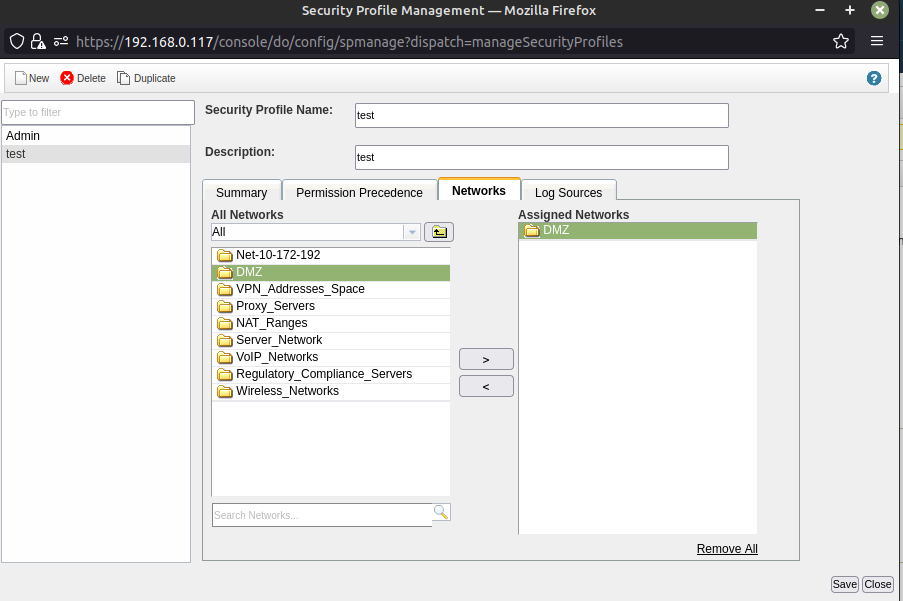 Security Profile Management — Mozilla Firefox
https://192.168.0.117/console/do/config/spmanage?dispatch=manageSecurityProfiles
New Delete Duplicate ?
Type to filter
Admin
test
Security Profile Name: test
Description: test
Summary Permission Precedence Networks Log Sources
All Networks
All
Net-10-172-192
DMZ
VPN_Addresses_Space
Proxy_Servers
NAT_Ranges
Server_Network
VoIP_Networks
Regulatory_Compliance_Servers
Wireless_Networks
Search Networks...
>
<
Assigned Networks
DMZ
Remove All
Save Close